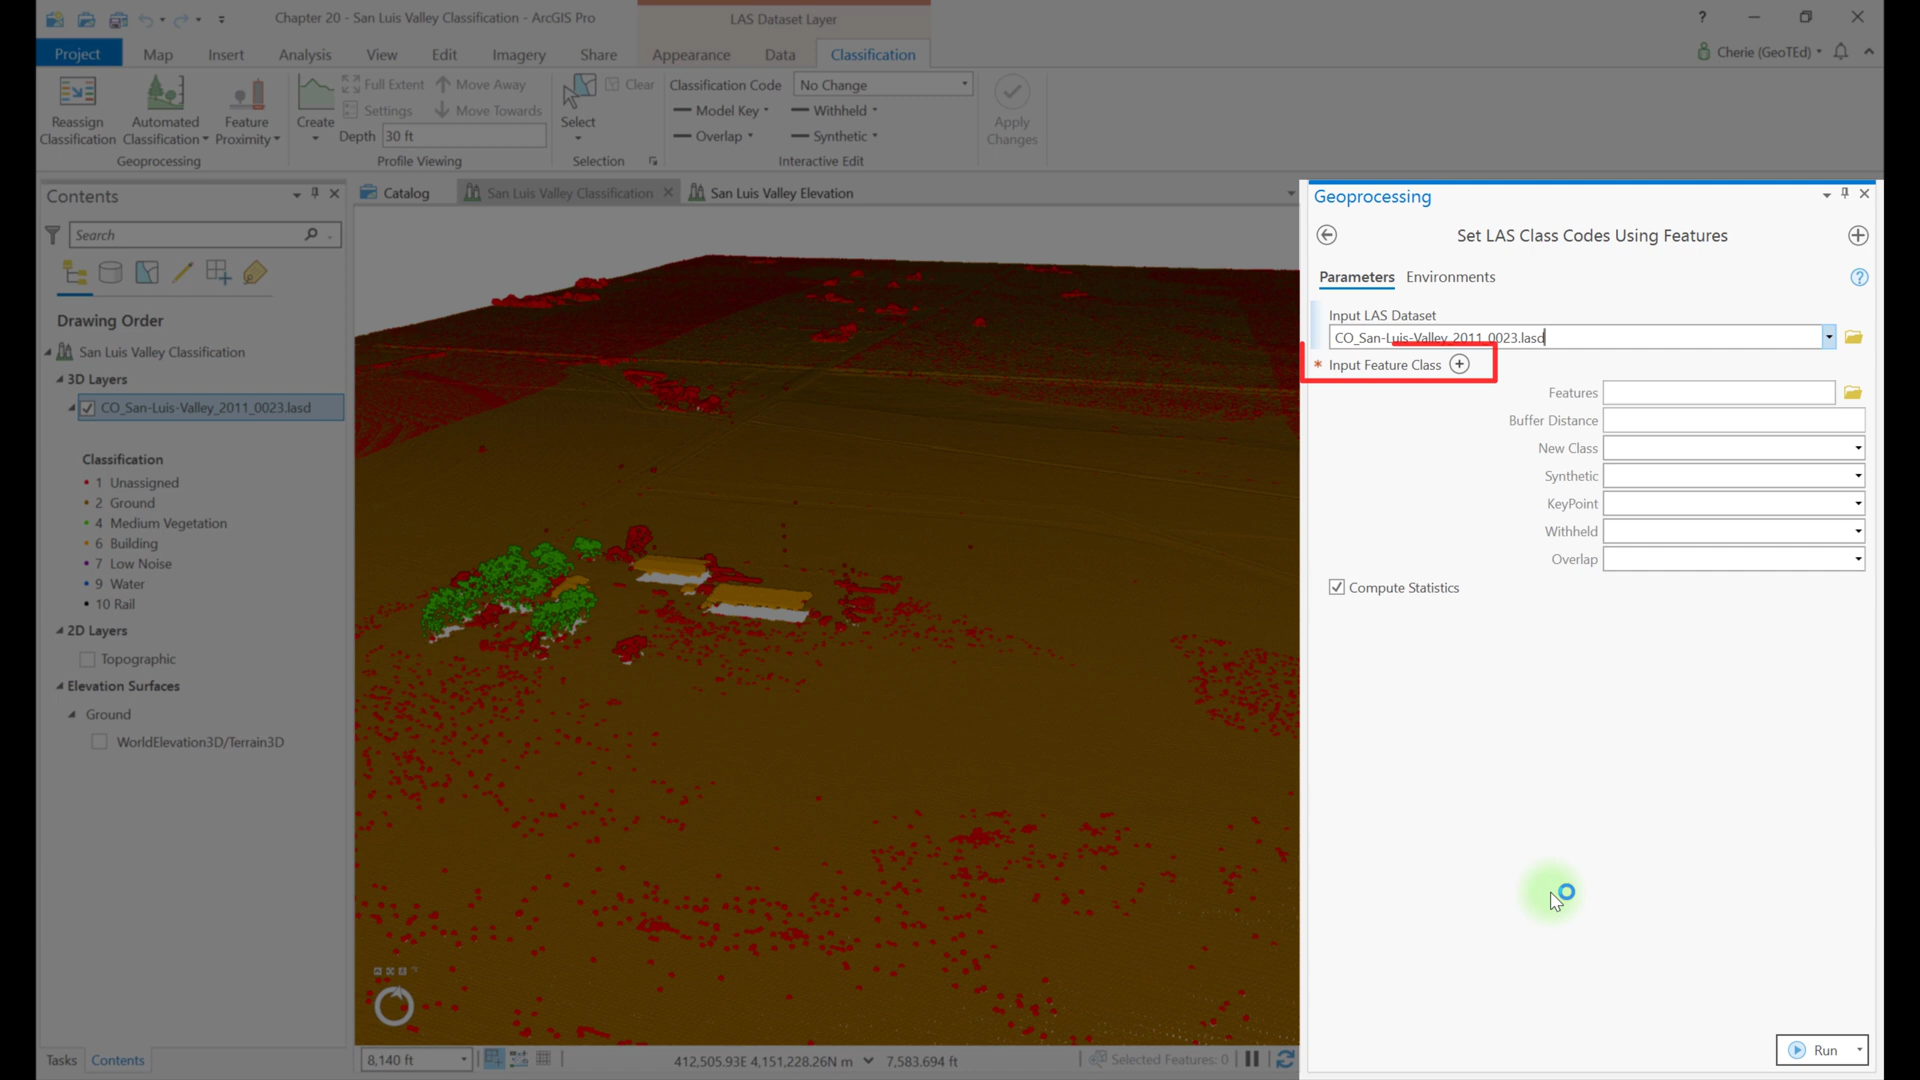 Chapter 20 - San Luis Valley Classification - ArcGIS Pro
LAS Dataset Layer
?
Project Map Insert Analysis View Edit Imagery Share Appearance Data Classification
Cherie (GeoTEd)
Reassign Classification
Automated Classification
Feature Proximity
Geoprocessing
Create
Full Extent
Move Away
Settings
Move Towards
Depth 30 ft
Profile Viewing
Select
Clear
Selection
Classification Code No Change
Model Key Withheld
Overlap Synthetic
Interactive Edit
Apply Changes
Contents
Search
Drawing Order
San Luis Valley Classification
3D Layers
CO_San-Luis-Valley_2011_0023.lasd
Classification
1 Unassigned
2 Ground
4 Medium Vegetation
6 Building
7 Low Noise
9 Water
10 Rail
2D Layers
Topographic
Elevation Surfaces
Ground
WorldElevation3D/Terrain3D
Tasks Contents
Catalog San Luis Valley Classification San Luis Valley Elevation
8,140 ft
412,505.93E 4,151,228.26N m
7,583.694 ft
Selected Features: 0
Geoprocessing
Set LAS Class Codes Using Features
Parameters Environments
?
Input LAS Dataset
CO_San-Luis-Valley_2011_0023.lasd
* Input Feature Class
Features
Buffer Distance
New Class
Synthetic
KeyPoint
Withheld
Overlap
Compute Statistics
Run